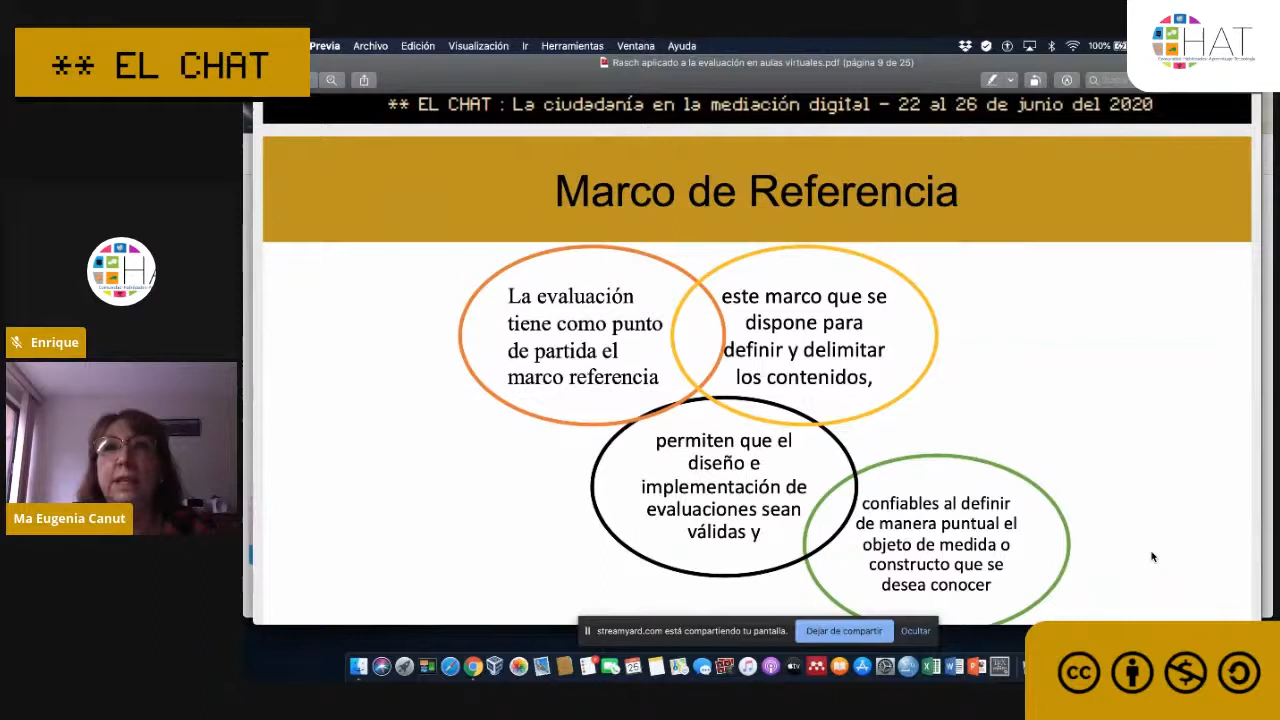 ** EL CHAT
Previa Archivo Edición Visualización Ir Herramientas Ventana Ayuda
100%
HAT
Rasch aplicado a la evaluación en aulas virtuales.pdf (página 9 de 25)
** EL CHAT : La ciudadanía en la mediación digital - 22 al 26 de junio del 2020
Marco de Referencia
La evaluación
tiene como punto
de partida el
marco referencia
este marco que se
dispone para
definir y delimitar
los contenidos,
permiten que el
diseño e
implementación de
evaluaciones sean
válidas y
confiables al definir
de manera puntual el
objeto de medida o
constructo que se
desea conocer
Enrique
Ma Eugenia Canut
streamyard.com está compartiendo tu pantalla. Dejar de compartir Ocultar
cc